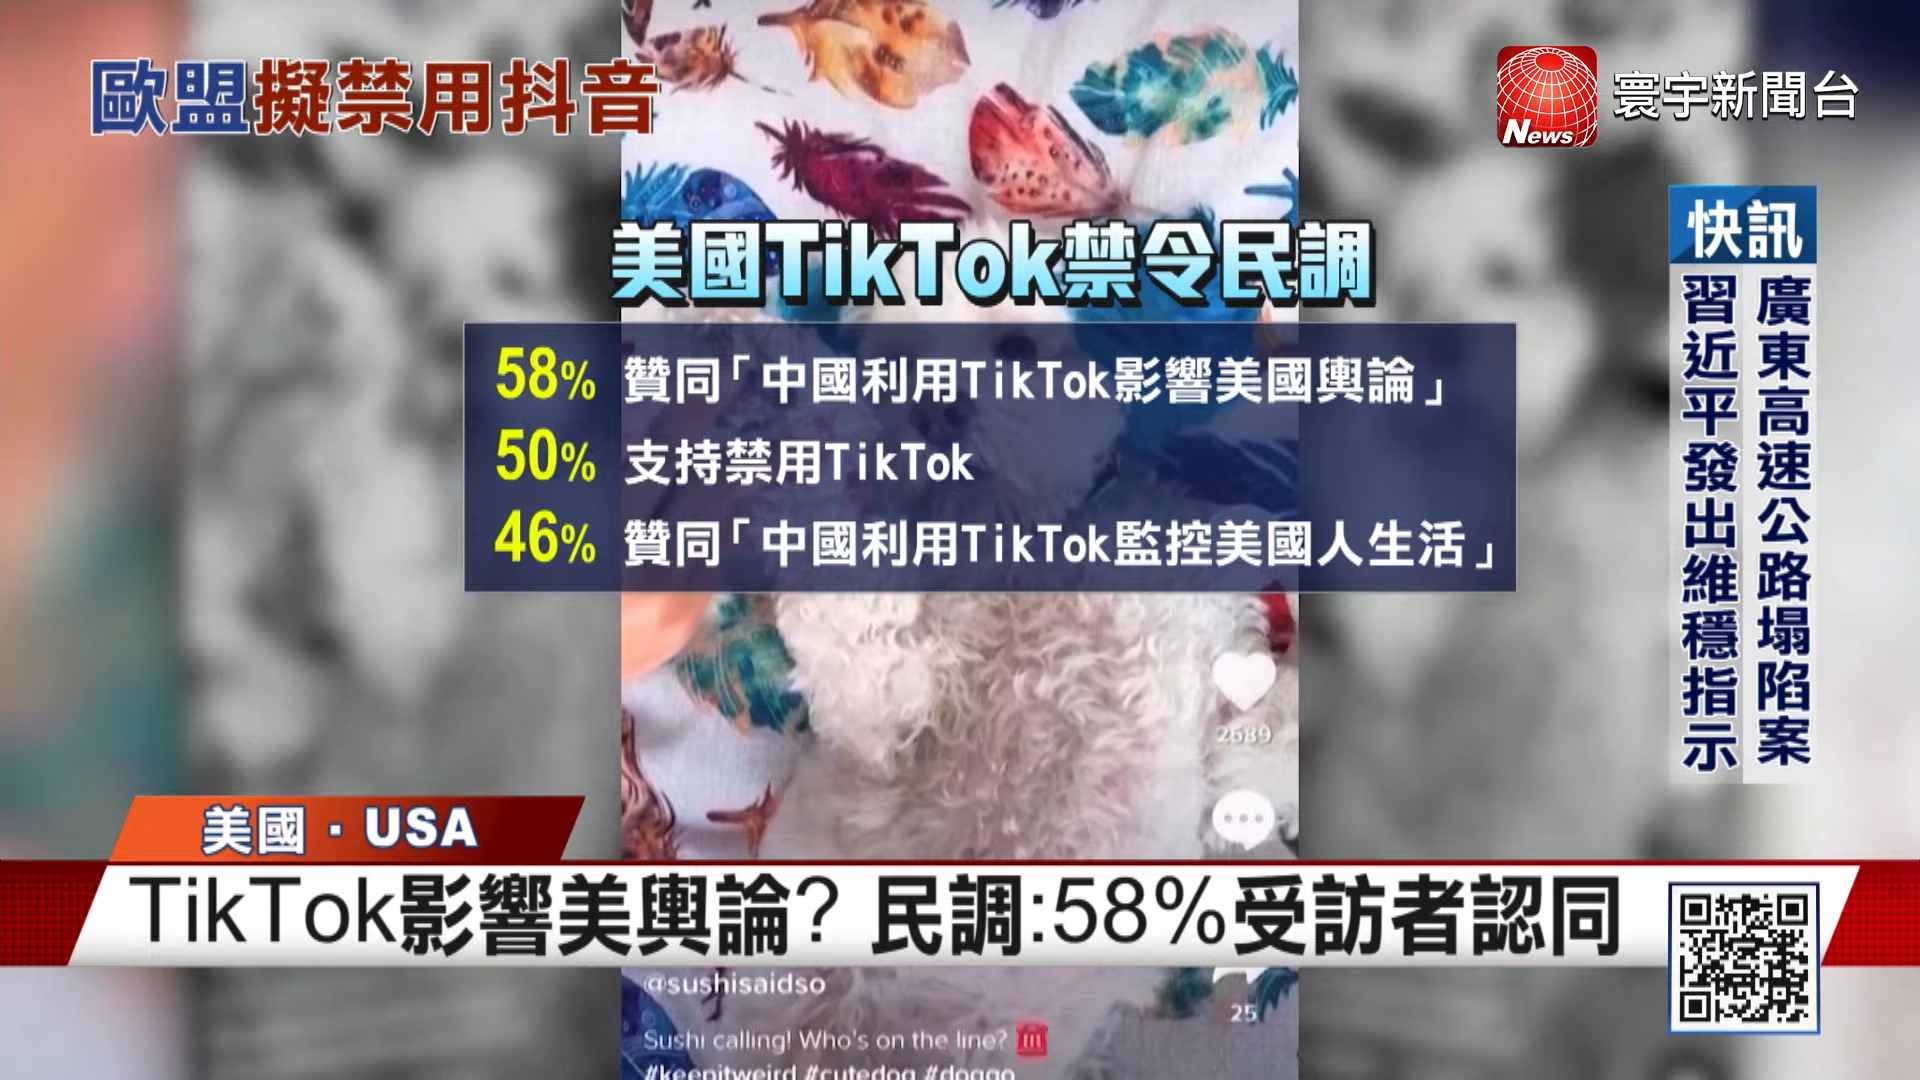 歐盟擬禁用抖音
News
寰宇新聞台
美國TikTok禁令民調
58% 贊同「中國利用TikTok影響美國輿論」
50% 支持禁用TikTok
46% 贊同「中國利用TikTok監控美國人生活」
快訊
廣東高速公路塌陷案
習近平發出維穩指示
2689
美國·USA
TikTok影響美輿論? 民調:58%受訪者認同
@sushisaidso
25
Sushi calling! Who's on the line?
#keepitweird #cutedog #doggo